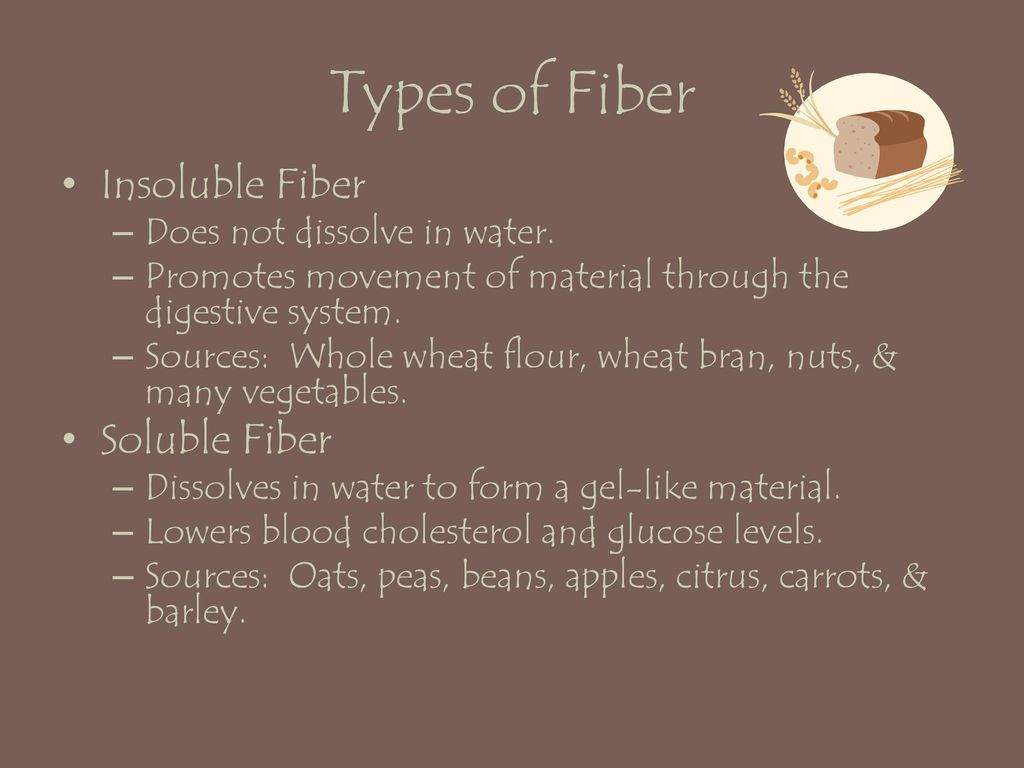 Types of Fiber
• Insoluble Fiber
– Does not dissolve in water.
– Promotes movement of material through the
digestive system.
– Sources:  Whole wheat flour, wheat bran, nuts, &
many vegetables.
• Soluble Fiber
– Dissolves in water to form a gel-like material.
– Lowers blood cholesterol and glucose levels.
– Sources:  Oats, peas, beans, apples, citrus, carrots, &
barley.